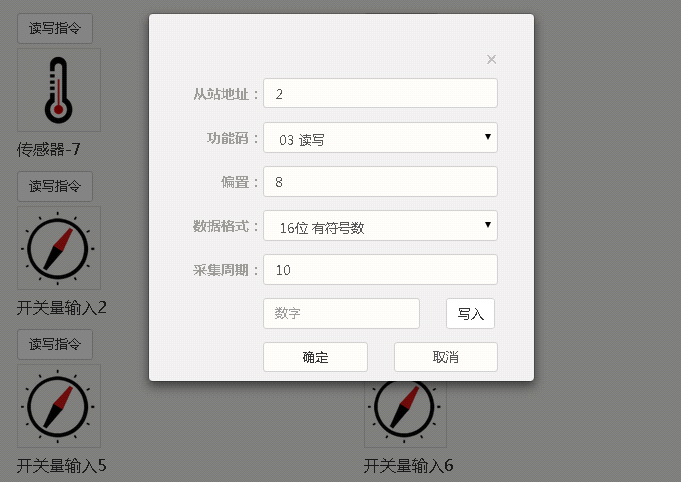 读写指令
传感器-7
读写指令
开关量输入2
读写指令
开关量输入5
开关量输入6
×
从站地址： 2
功能码： 03 读写
偏置： 8
数据格式： 16位 有符号数
采集周期： 10
数字 写入
确定 取消